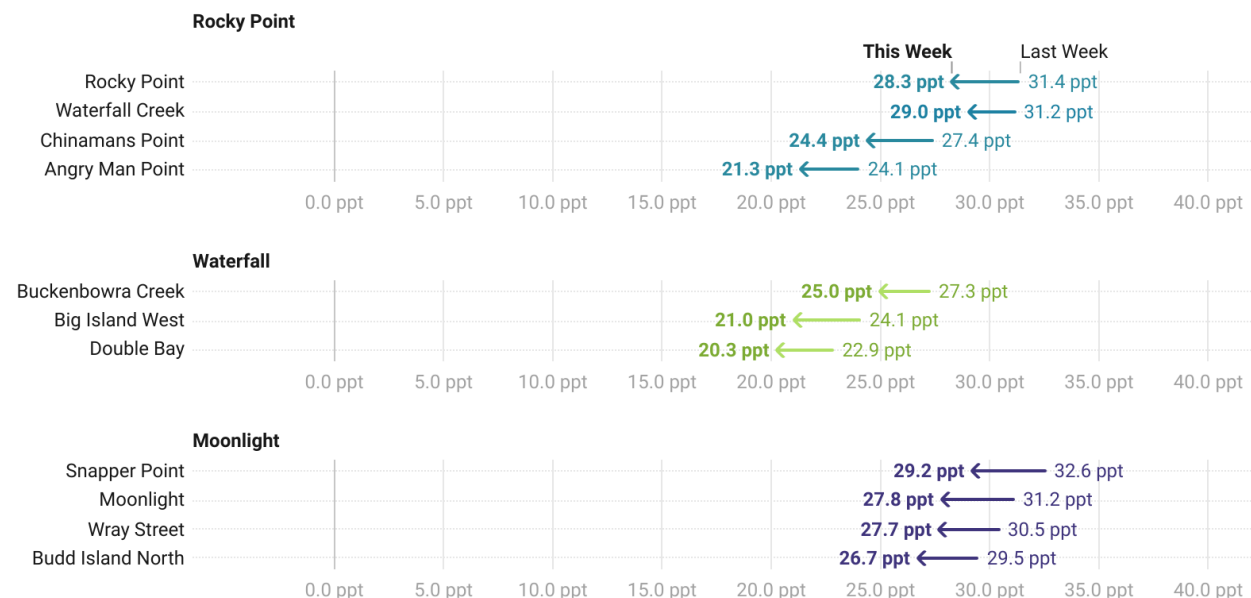 Rocky Point
This Week Last Week
Rocky Point 28.3 ppt 31.4 ppt
Waterfall Creek 29.0 ppt 31.2 ppt
Chinamans Point 24.4 ppt 27.4 ppt
Angry Man Point 21.3 ppt 24.1 ppt
0.0 ppt 5.0 ppt 10.0 ppt 15.0 ppt 20.0 ppt 25.0 ppt 30.0 ppt 35.0 ppt 40.0 ppt
Waterfall
Buckenbowra Creek 25.0 ppt 27.3 ppt
Big Island West 21.0 ppt 24.1 ppt
Double Bay 20.3 ppt 22.9 ppt
0.0 ppt 5.0 ppt 10.0 ppt 15.0 ppt 20.0 ppt 25.0 ppt 30.0 ppt 35.0 ppt 40.0 ppt
Moonlight
Snapper Point 29.2 ppt 32.6 ppt
Moonlight 27.8 ppt 31.2 ppt
Wray Street 27.7 ppt 30.5 ppt
Budd Island North 26.7 ppt 29.5 ppt
0.0 ppt 5.0 ppt 10.0 ppt 15.0 ppt 20.0 ppt 25.0 ppt 30.0 ppt 35.0 ppt 40.0 ppt